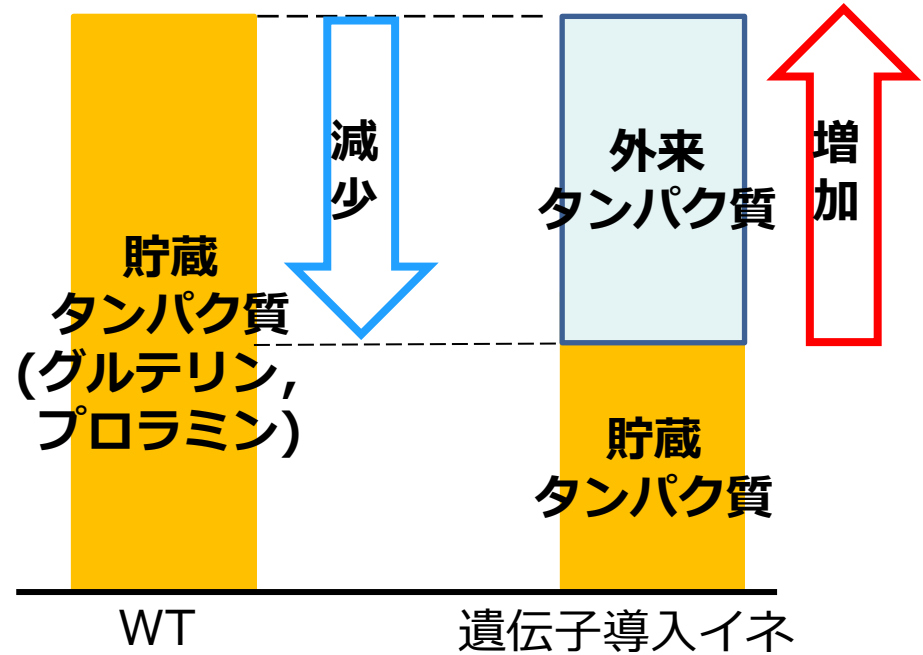 貯蔵
タンパク質
(グルテリン,
プロラミン)
減
少
外来
タンパク質
増
加
貯蔵
タンパク質
WT
遺伝子導入イネ